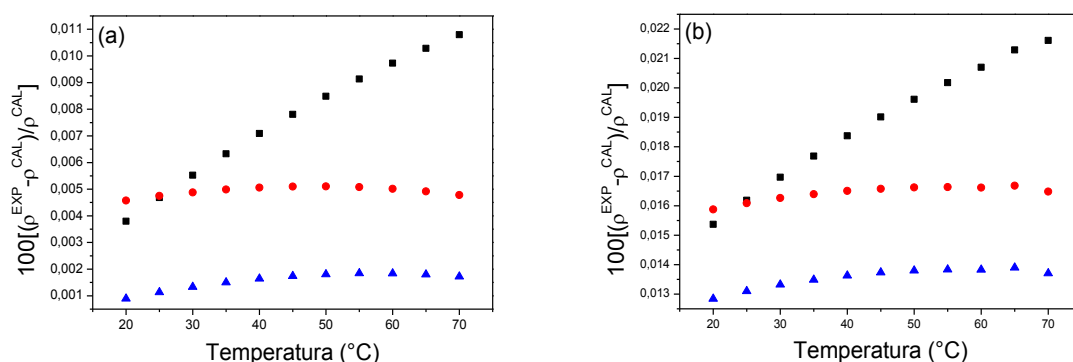 (a)
100[(ρEXP-ρCAL)/ρCAL]
0,011
0,010
0,009
0,008
0,007
0,006
0,005
0,004
0,003
0,002
0,001
20 30 40 50 60 70
Temperatura (°C)
(b)
100[(ρEXP-ρCAL)/ρCAL]
0,022
0,021
0,020
0,019
0,018
0,017
0,016
0,015
0,014
0,013
20 30 40 50 60 70
Temperatura (°C)